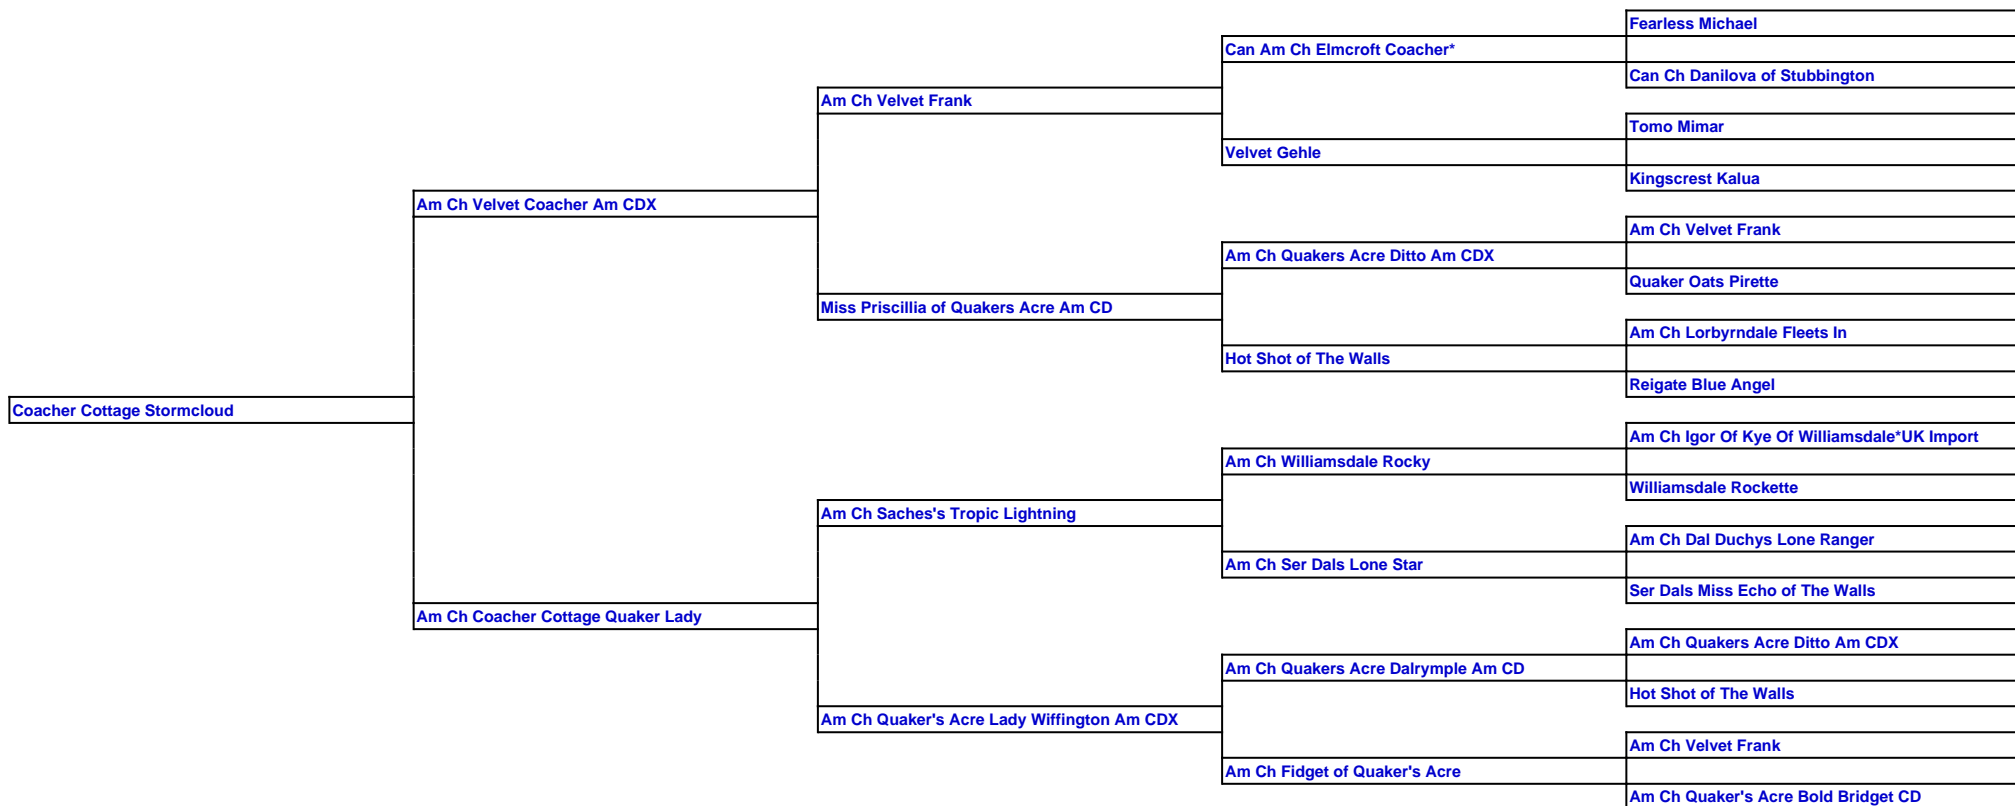 Fearless Michael
Can Am Ch Elmcroft Coacher*
Can Ch Danilova of Stubbington
Am Ch Velvet Frank
Tomo Mimar
Velvet Gehle
Kingscrest Kalua
Am Ch Velvet Coacher Am CDX
Am Ch Velvet Frank
Am Ch Quakers Acre Ditto Am CDX
Quaker Oats Pirette
Miss Priscillia of Quakers Acre Am CD
Am Ch Lorbyrndale Fleets In
Hot Shot of The Walls
Reigate Blue Angel
Coacher Cottage Stormcloud
Am Ch Igor Of Kye Of Williamsdale*UK Import
Am Ch Williamsdale Rocky
Williamsdale Rockette
Am Ch Saches's Tropic Lightning
Am Ch Dal Duchys Lone Ranger
Am Ch Ser Dals Lone Star
Ser Dals Miss Echo of The Walls
Am Ch Coacher Cottage Quaker Lady
Am Ch Quakers Acre Ditto Am CDX
Am Ch Quakers Acre Dalrymple Am CD
Hot Shot of The Walls
Am Ch Quaker's Acre Lady Wiffington Am CDX
Am Ch Velvet Frank
Am Ch Fidget of Quaker's Acre
Am Ch Quaker's Acre Bold Bridget CD